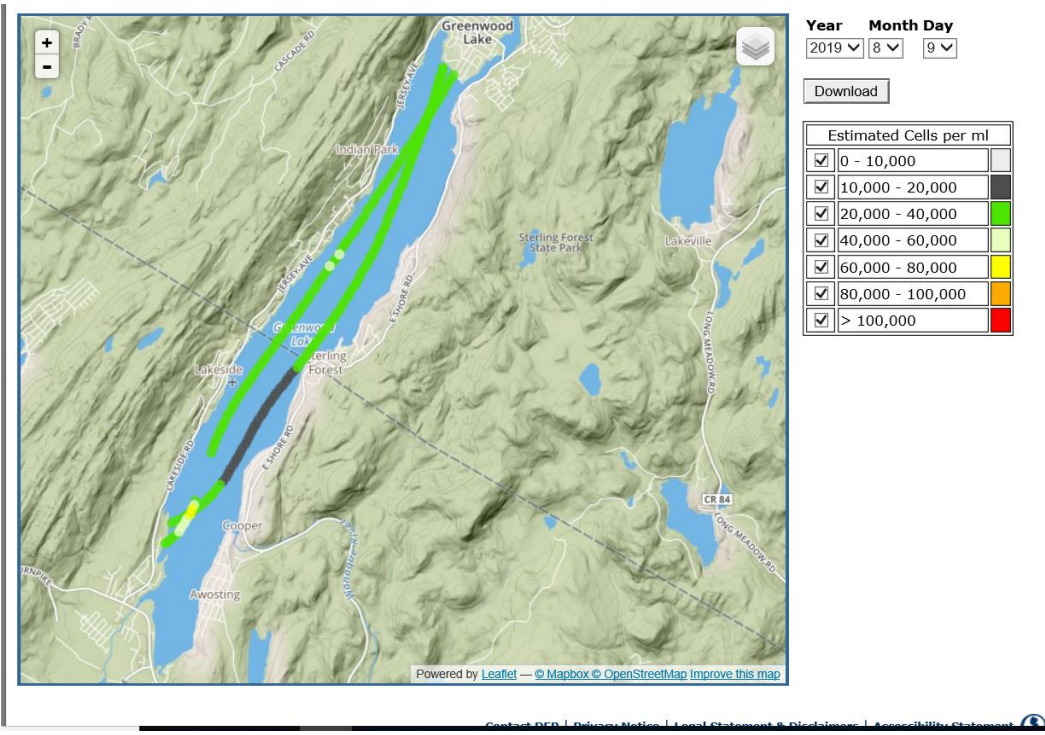 Greenwood
Lake
BRADY R
CASCADE RD
JERSEY AVE
Indian Park
Sterling Forest
State Park
Lakeville
JERSEY AVE
E SHORE RD
Greenwood
Lake
terling
Forest
Lakeside
LONG MEADOW RD
LAKESIDE RD
E SHORE RD
CR 84
LONG MEADOW RD
Cooper
RNPIKE
Awosting
+
-
Powered by Leaflet — © Mapbox © OpenStreetMap Improve this map
Year Month Day
2019 8 9
Download
Estimated Cells per ml
0 - 10,000
10,000 - 20,000
20,000 - 40,000
40,000 - 60,000
60,000 - 80,000
80,000 - 100,000
> 100,000
Contact DEP | Privacy Notice | Legal Statement & Disclaimers | Accessibility Statement